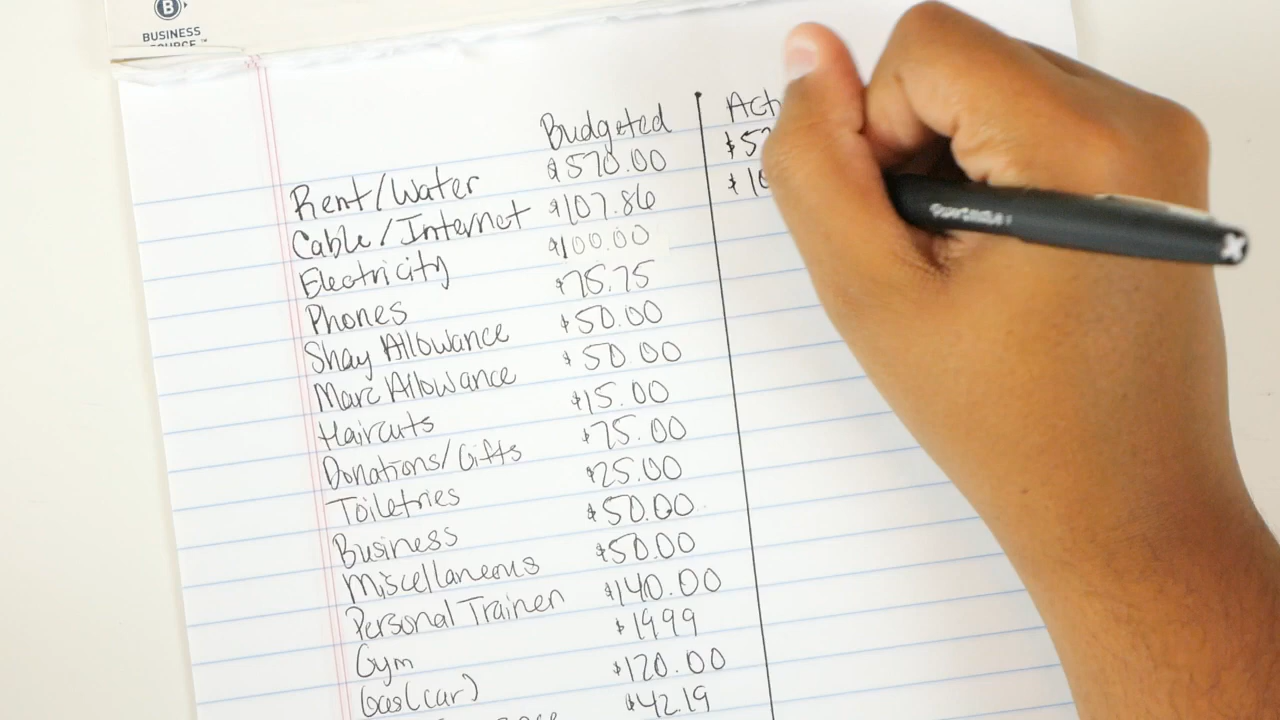 BUSINESS
SOURCE™
Budgeted
Rent/Water $570.00
Cable/Internet $107.86
Electricity $100.00
Phones $75.75
Shay Allowance $50.00
Marc Allowance $50.00
Haircuts $15.00
Donations/Gifts $75.00
Toiletries $25.00
Business $50.00
Miscellaneous $50.00
Personal Trainer $140.00
Gym $19.99
Gas (car) $120.00
$42.19